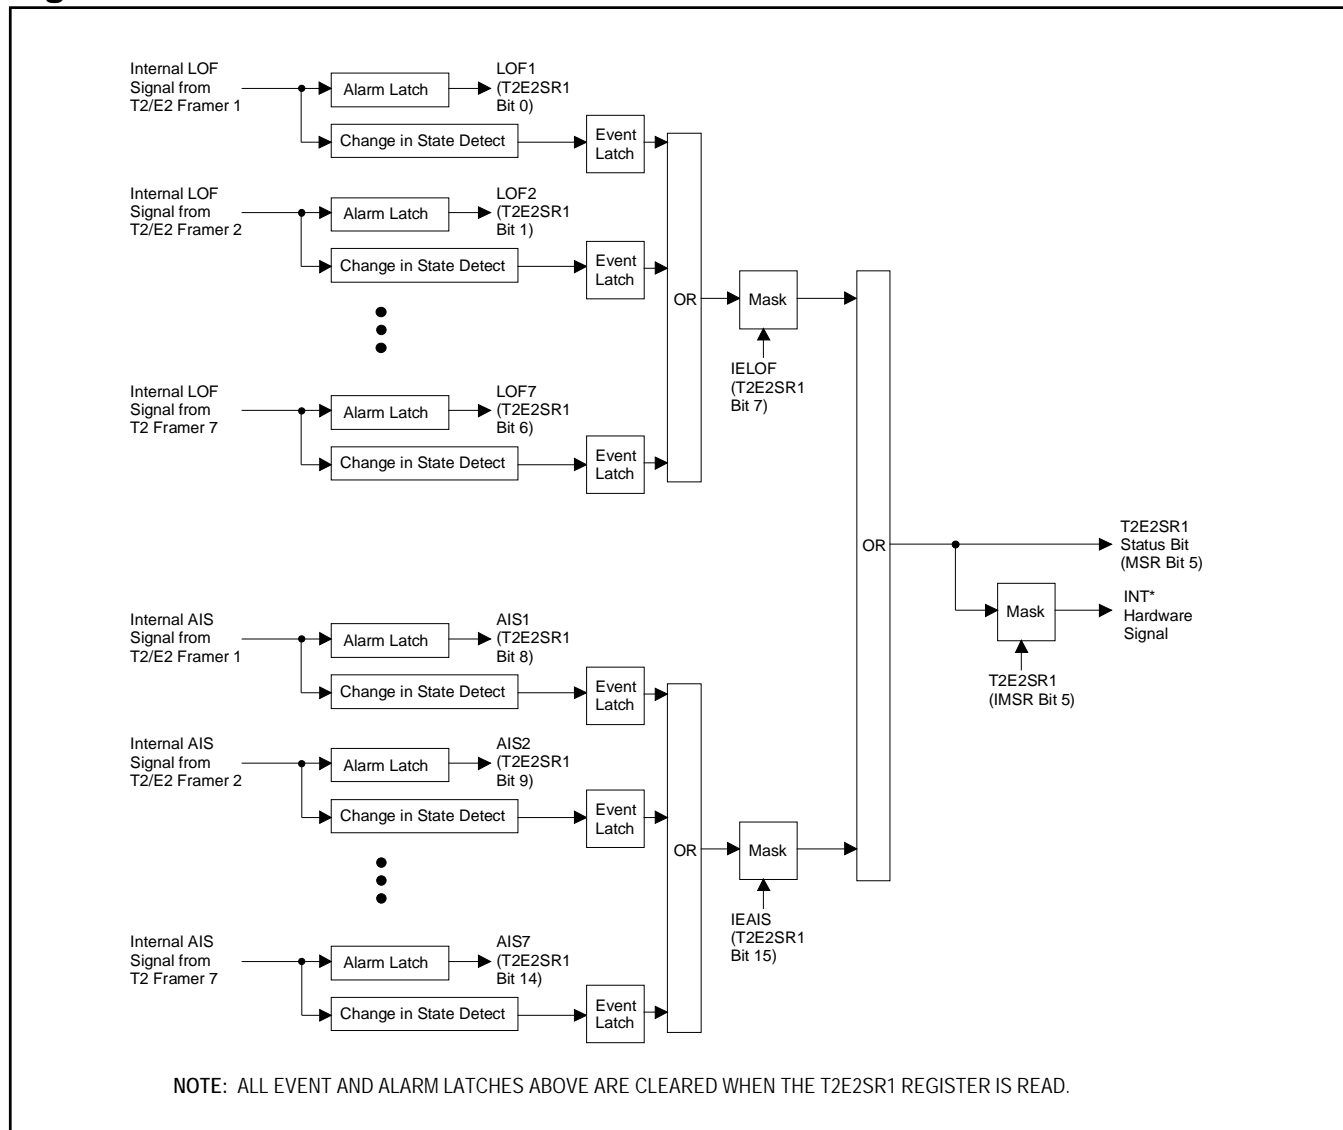 Internal LOF
Signal from
T2/E2 Framer 1
Alarm Latch
LOF1
(T2E2SR1
Bit 0)
Change in State Detect
Event
Latch
Internal LOF
Signal from
T2/E2 Framer 2
Alarm Latch
LOF2
(T2E2SR1
Bit 1)
Change in State Detect
Event
Latch
OR
Mask
IELOF
(T2E2SR1
Bit 7)
Internal LOF
Signal from
T2 Framer 7
Alarm Latch
LOF7
(T2E2SR1
Bit 6)
Change in State Detect
Event
Latch
OR
T2E2SR1
Status Bit
(MSR Bit 5)
Mask
INT*
Hardware
Signal
T2E2SR1
(IMSR Bit 5)
Internal AIS
Signal from
T2/E2 Framer 1
Alarm Latch
AIS1
(T2E2SR1
Bit 8)
Change in State Detect
Event
Latch
Internal AIS
Signal from
T2/E2 Framer 2
Alarm Latch
AIS2
(T2E2SR1
Bit 9)
Change in State Detect
Event
Latch
OR
Mask
IEAIS
(T2E2SR1
Bit 15)
Internal AIS
Signal from
T2 Framer 7
Alarm Latch
AIS7
(T2E2SR1
Bit 14)
Change in State Detect
Event
Latch
NOTE: ALL EVENT AND ALARM LATCHES ABOVE ARE CLEARED WHEN THE T2E2SR1 REGISTER IS READ.